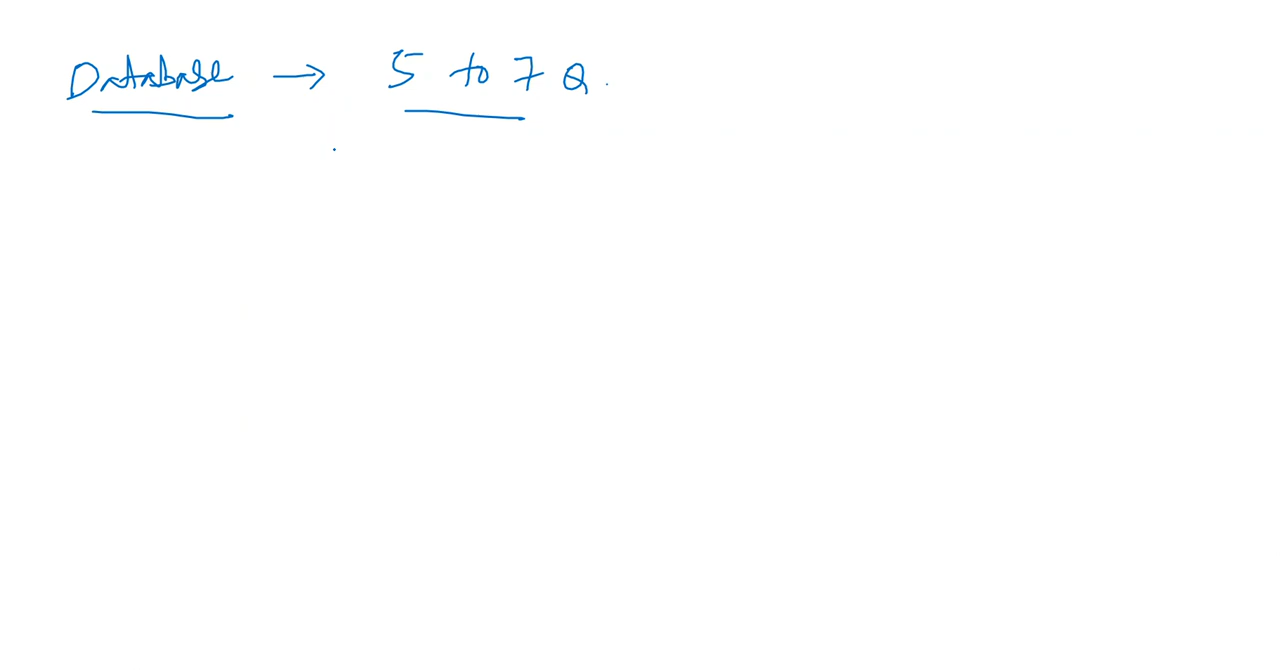 Database → 5 to 7 Q.